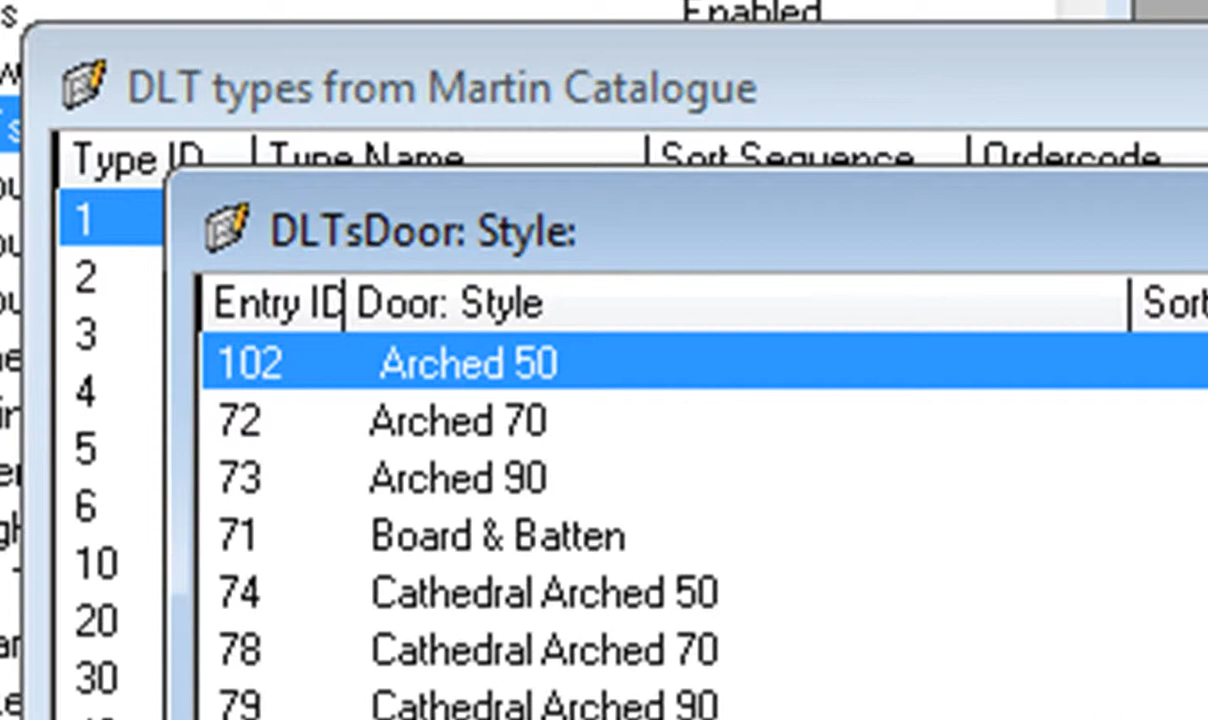 Enabled
DLT types from Martin Catalogue
Type ID Type Name Sort Sequence Ordercode
1
DLTsDoor: Style:
2
Entry ID Door: Style
3
102 Arched 50
4
72 Arched 70
5
73 Arched 90
6
71 Board & Batten
10
74 Cathedral Arched 50
20
78 Cathedral Arched 70
30
79 Cathedral Arched 90